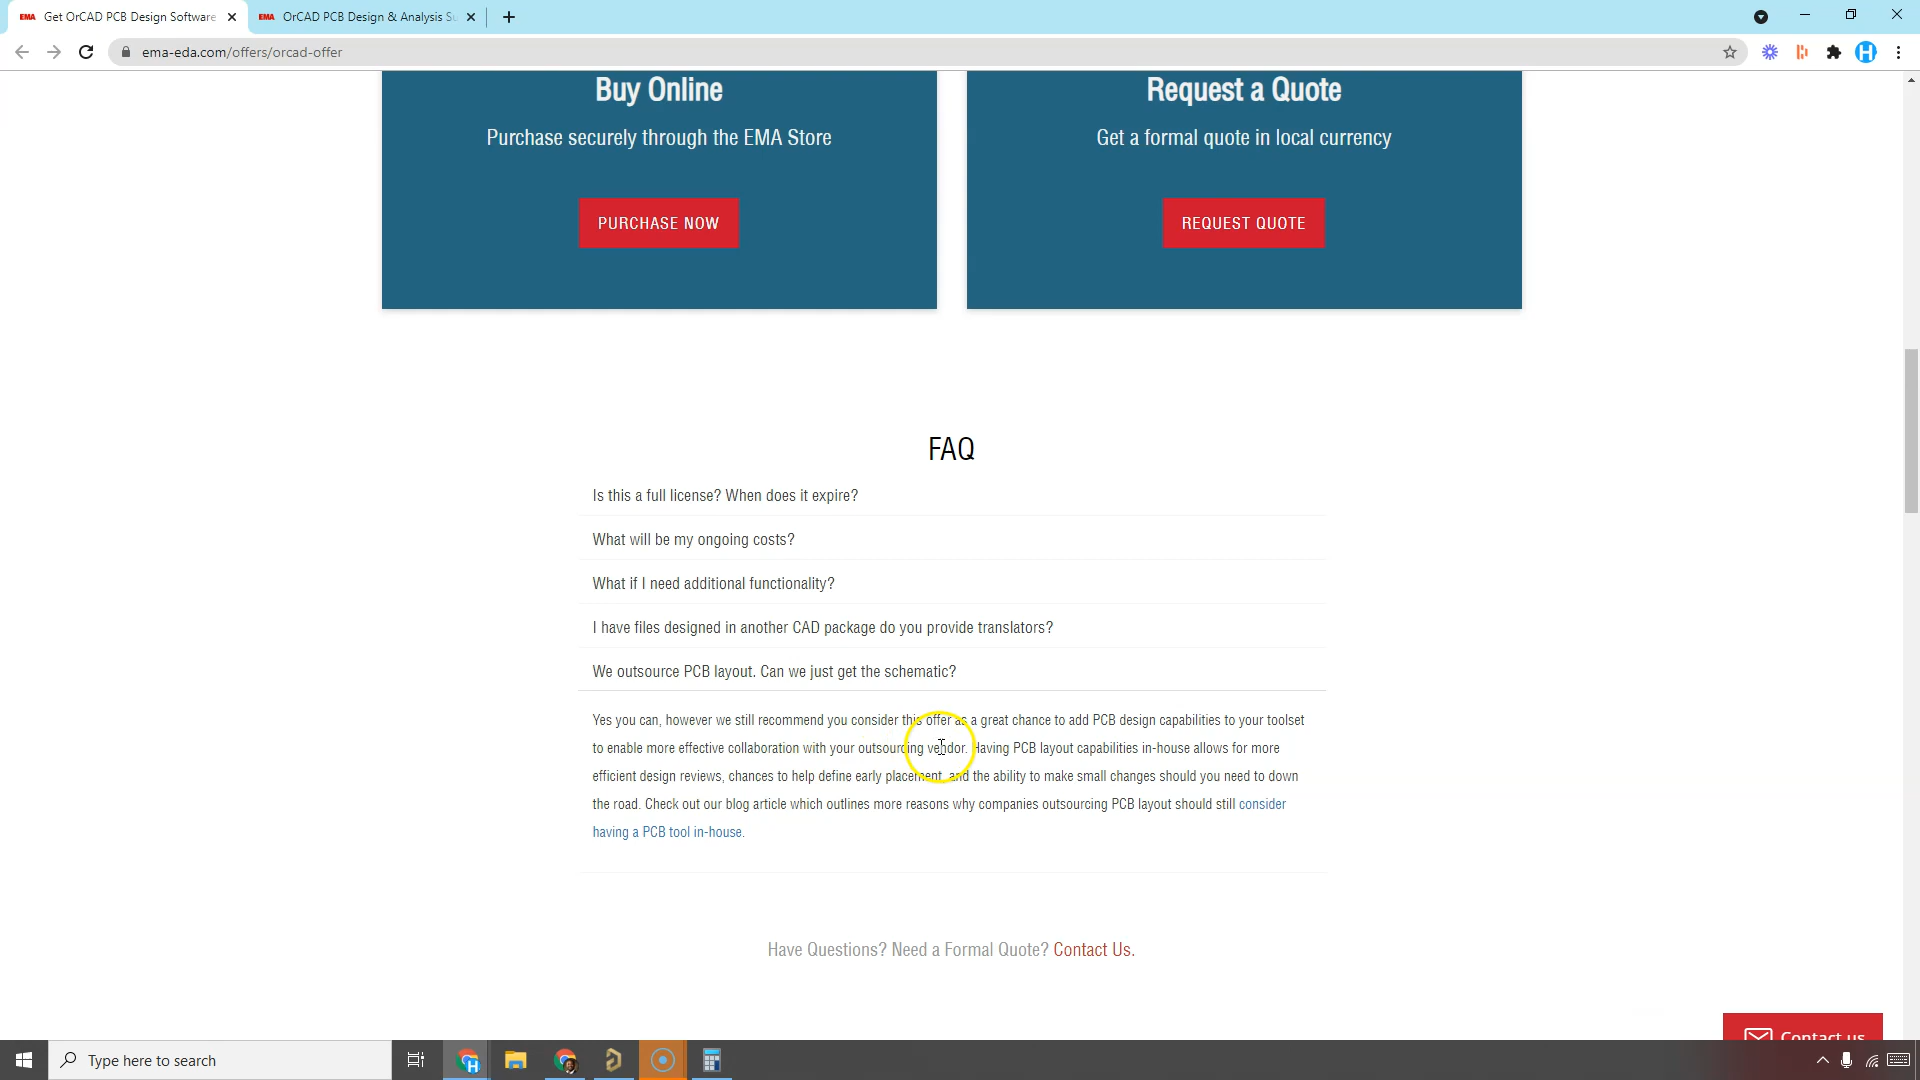 EMA Get OrCAD PCB Design Software
EMA OrCAD PCB Design & Analysis Su
ema-eda.com/offers/orcad-offer
Buy Online
Purchase securely through the EMA Store
PURCHASE NOW
Request a Quote
Get a formal quote in local currency
REQUEST QUOTE
FAQ
Is this a full license? When does it expire?
What will be my ongoing costs?
What if I need additional functionality?
I have files designed in another CAD package do you provide translators?
We outsource PCB layout. Can we just get the schematic?
Yes you can, however we still recommend you consider this offer as a great chance to add PCB design capabilities to your toolset
to enable more effective collaboration with your outsourcing vendor. Having PCB layout capabilities in-house allows for more
efficient design reviews, chances to help define early placement, and the ability to make small changes should you need to down
the road. Check out our blog article which outlines more reasons why companies outsourcing PCB layout should still consider
having a PCB tool in-house.
Have Questions? Need a Formal Quote? Contact Us.
Contact us
Type here to search